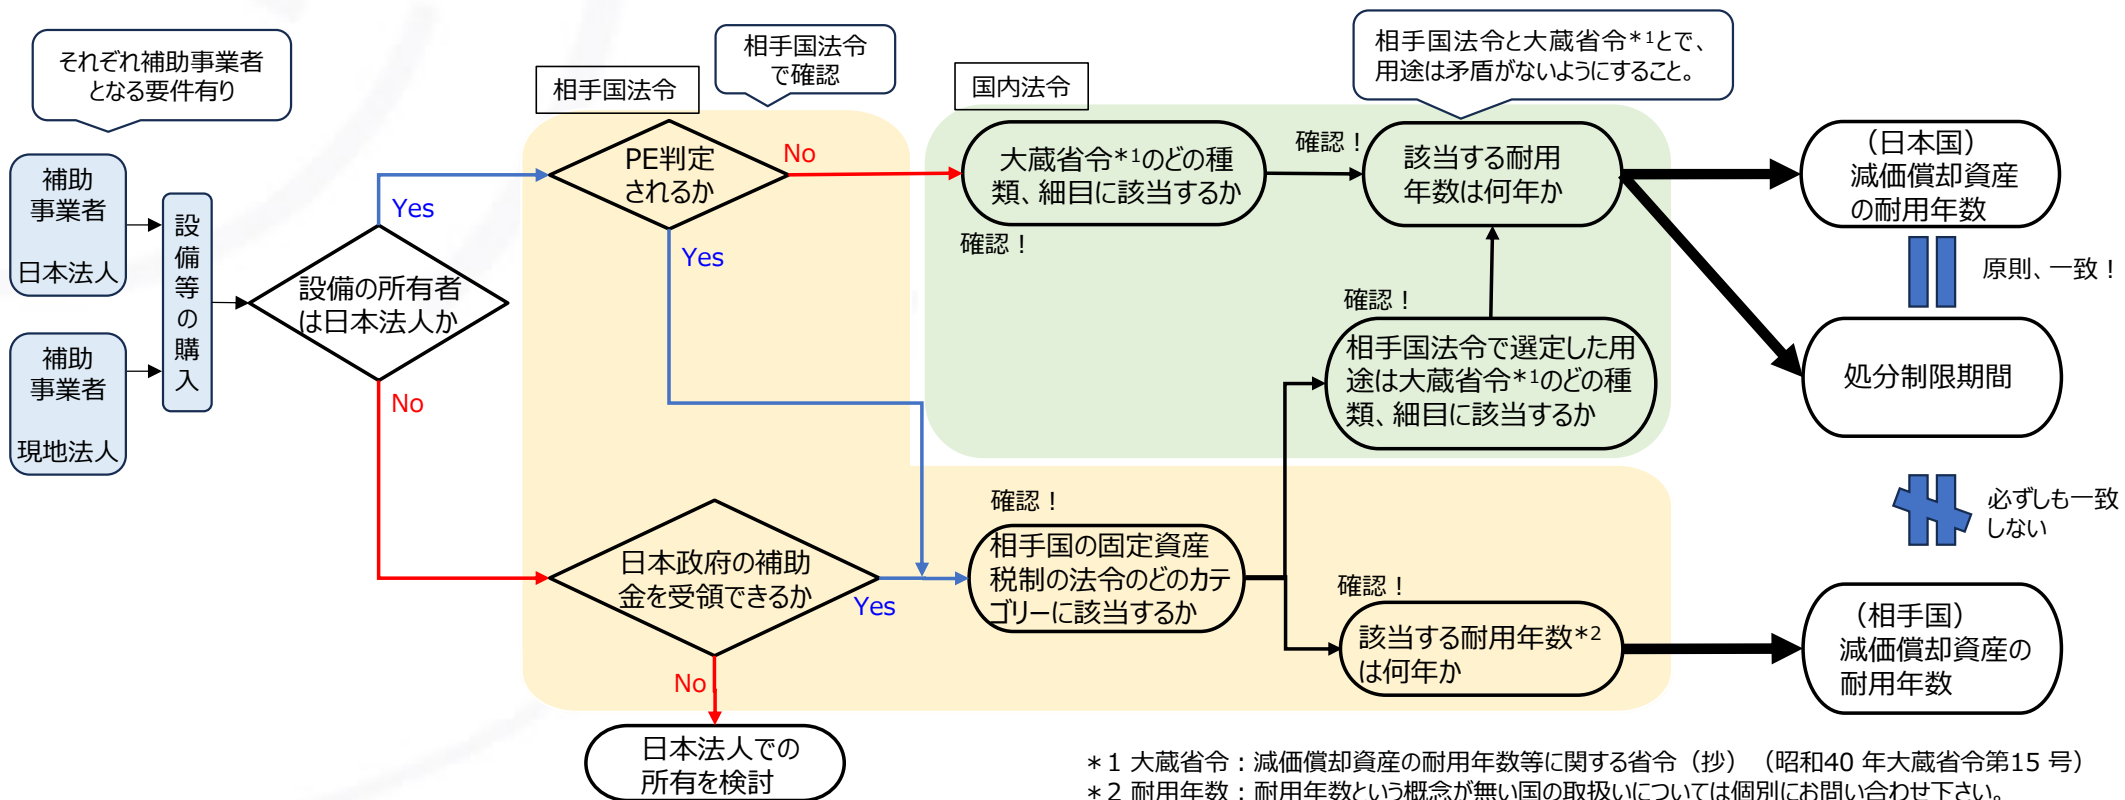 それぞれ補助事業者
となる要件有り
補助
事業者
日本法人
補助
事業者
現地法人
設備等の購入
設備の所有者
は日本法人か
Yes
No
相手国法令
相手国法令
で確認
PE判定
されるか
No
Yes
日本政府の補助
金を受領できるか
Yes
No
日本法人での
所有を検討
国内法令
大蔵省令*1のどの種
類、細目に該当するか
確認！
確認！
相手国法令と大蔵省令*1とで、
用途は矛盾がないようにすること。
該当する耐用
年数は何年か
確認！
相手国法令で選定した用
途は大蔵省令*1のどの種
類、細目に該当するか
確認！
相手国の固定資産
税制の法令のどのカテ
ゴリーに該当するか
確認！
該当する耐用年数*2
は何年か
（日本国）
減価償却資産
の耐用年数
原則、一致！
処分制限期間
必ずしも一致
しない
（相手国）
減価償却資産の
耐用年数
*1 大蔵省令：減価償却資産の耐用年数等に関する省令（抄）（昭和40 年大蔵省令第15 号）
*2 耐用年数：耐用年数という概念が無い国の取扱いについては個別にお問い合わせ下さい。